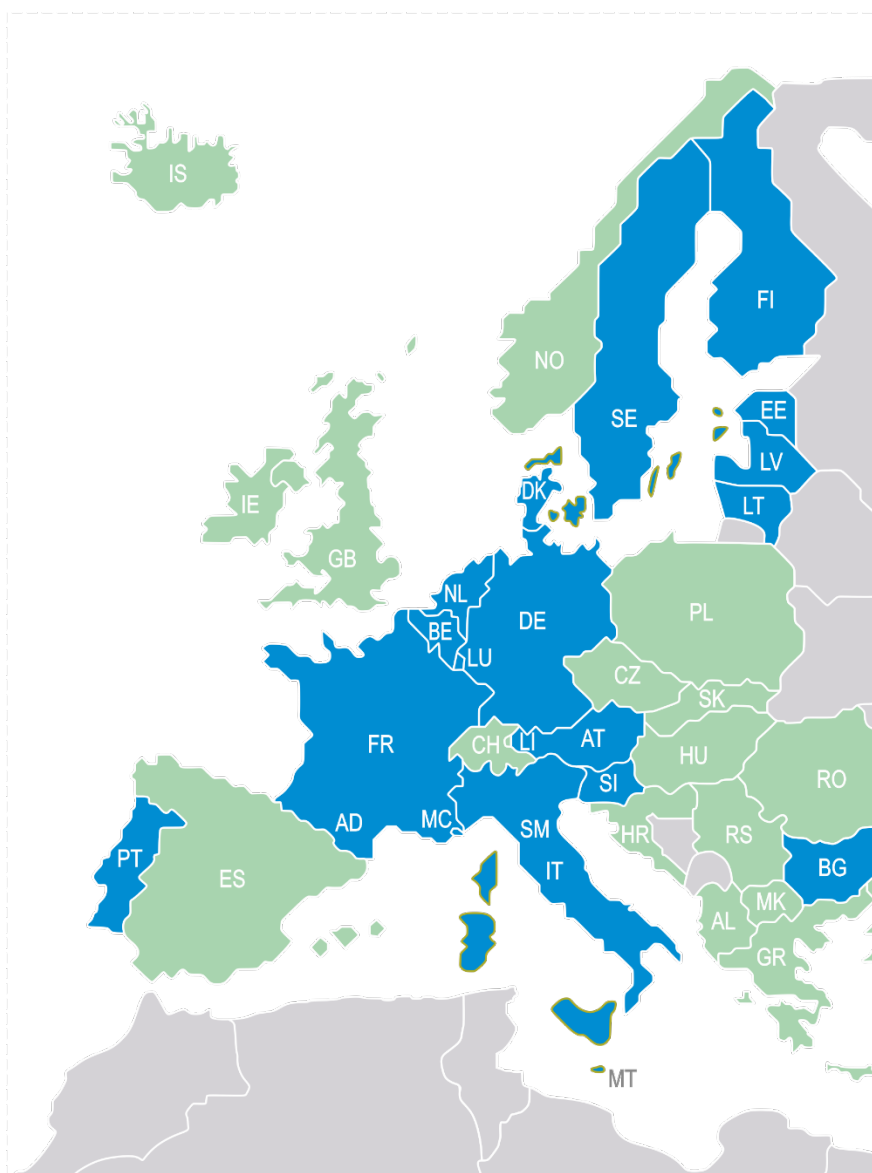 IS
FI
NO
SE
EE
LV
DK
LT
IE
GB
NL
PL
DE
BE
LU
CZ
SK
FR
CH
LI
AT
HU
SI
RO
AD
MC
SM
HR
RS
PT
IT
BG
ES
MK
AL
GR
MT